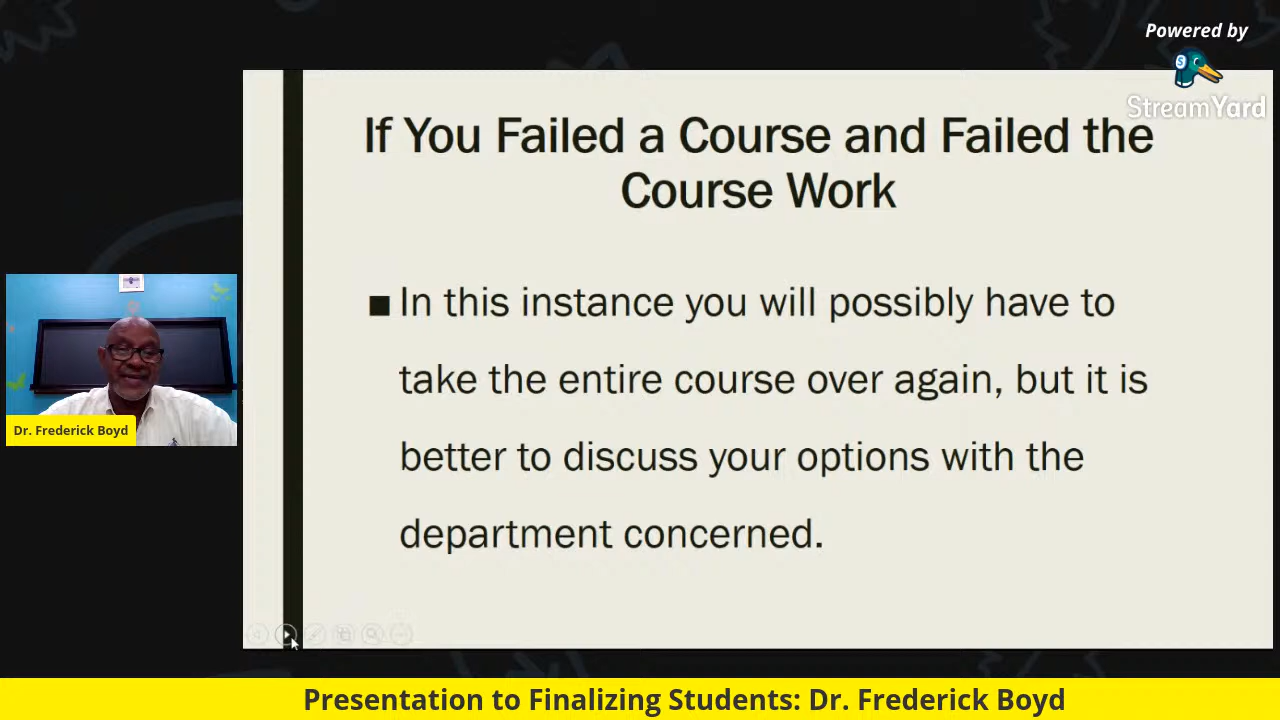 Powered by
StreamYard
If You Failed a Course and Failed the
Course Work
■ In this instance you will possibly have to
take the entire course over again, but it is
better to discuss your options with the
department concerned.
Dr. Frederick Boyd
Presentation to Finalizing Students: Dr. Frederick Boyd